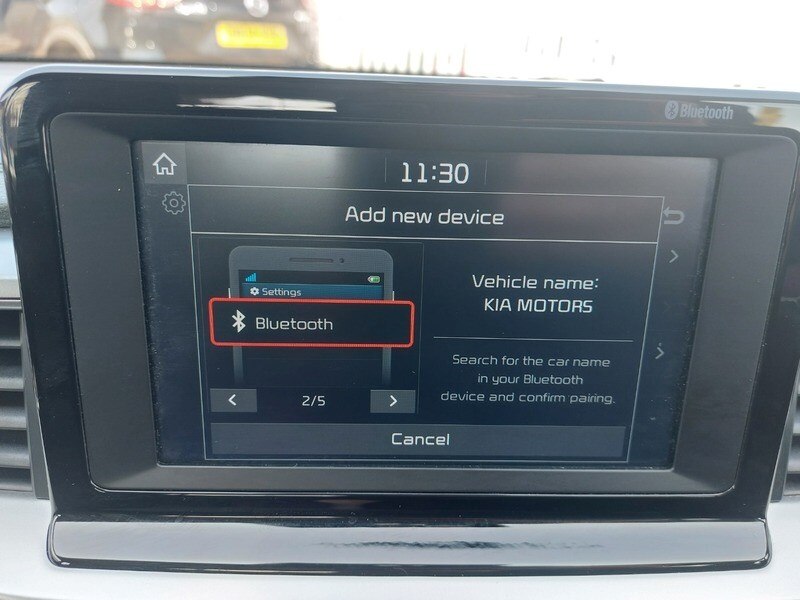 Bluetooth
11:30
Add new device
Settings
Bluetooth
2/5
Vehicle name:
KIA MOTORS
Search for the car name
in your Bluetooth
device and confirm pairing.
Cancel